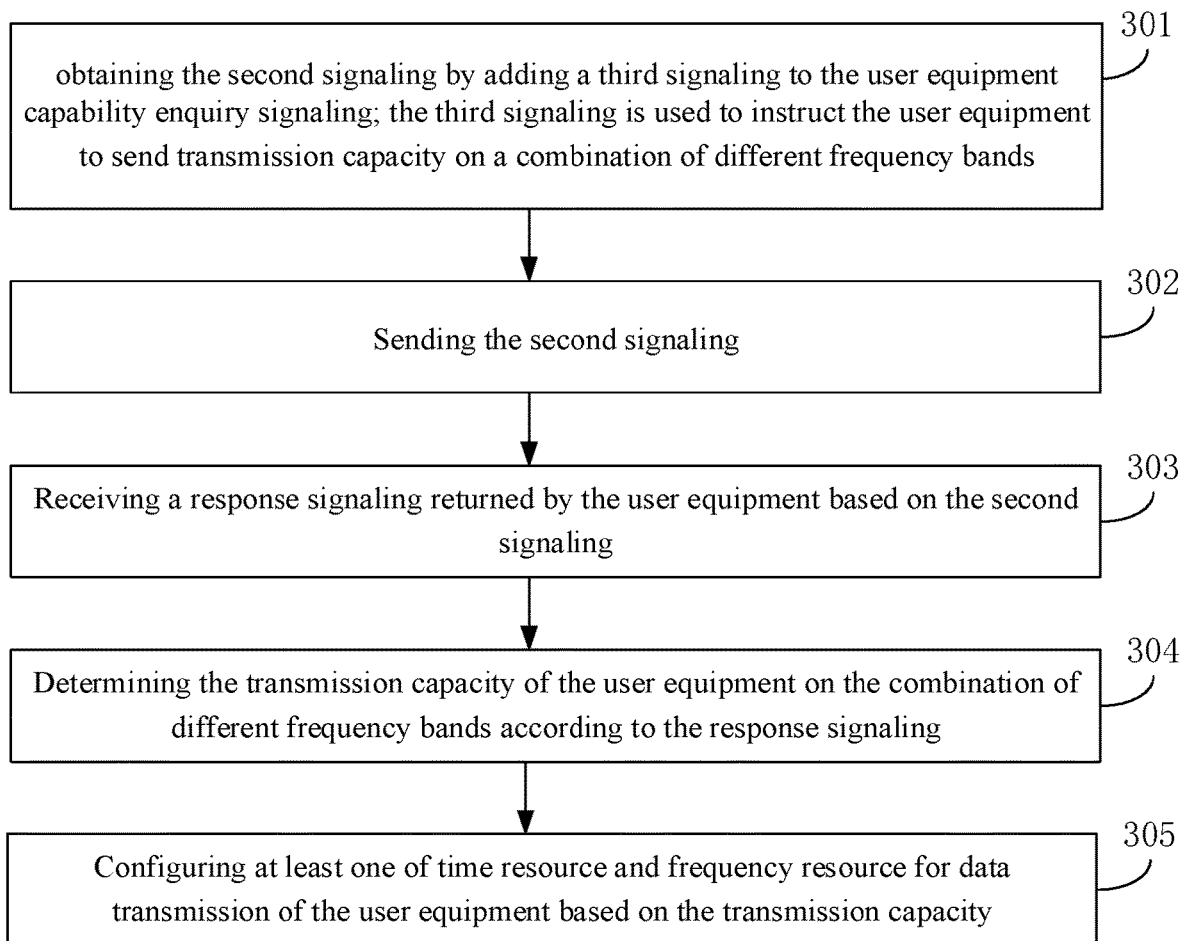 301
obtaining the second signaling by adding a third signaling to the user equipment
capability enquiry signaling; the third signaling is used to instruct the user equipment
to send transmission capacity on a combination of different frequency bands
302
Sending the second signaling
303
Receiving a response signaling returned by the user equipment based on the second
signaling
304
Determining the transmission capacity of the user equipment on the combination of
different frequency bands according to the response signaling
305
Configuring at least one of time resource and frequency resource for data
transmission of the user equipment based on the transmission capacity